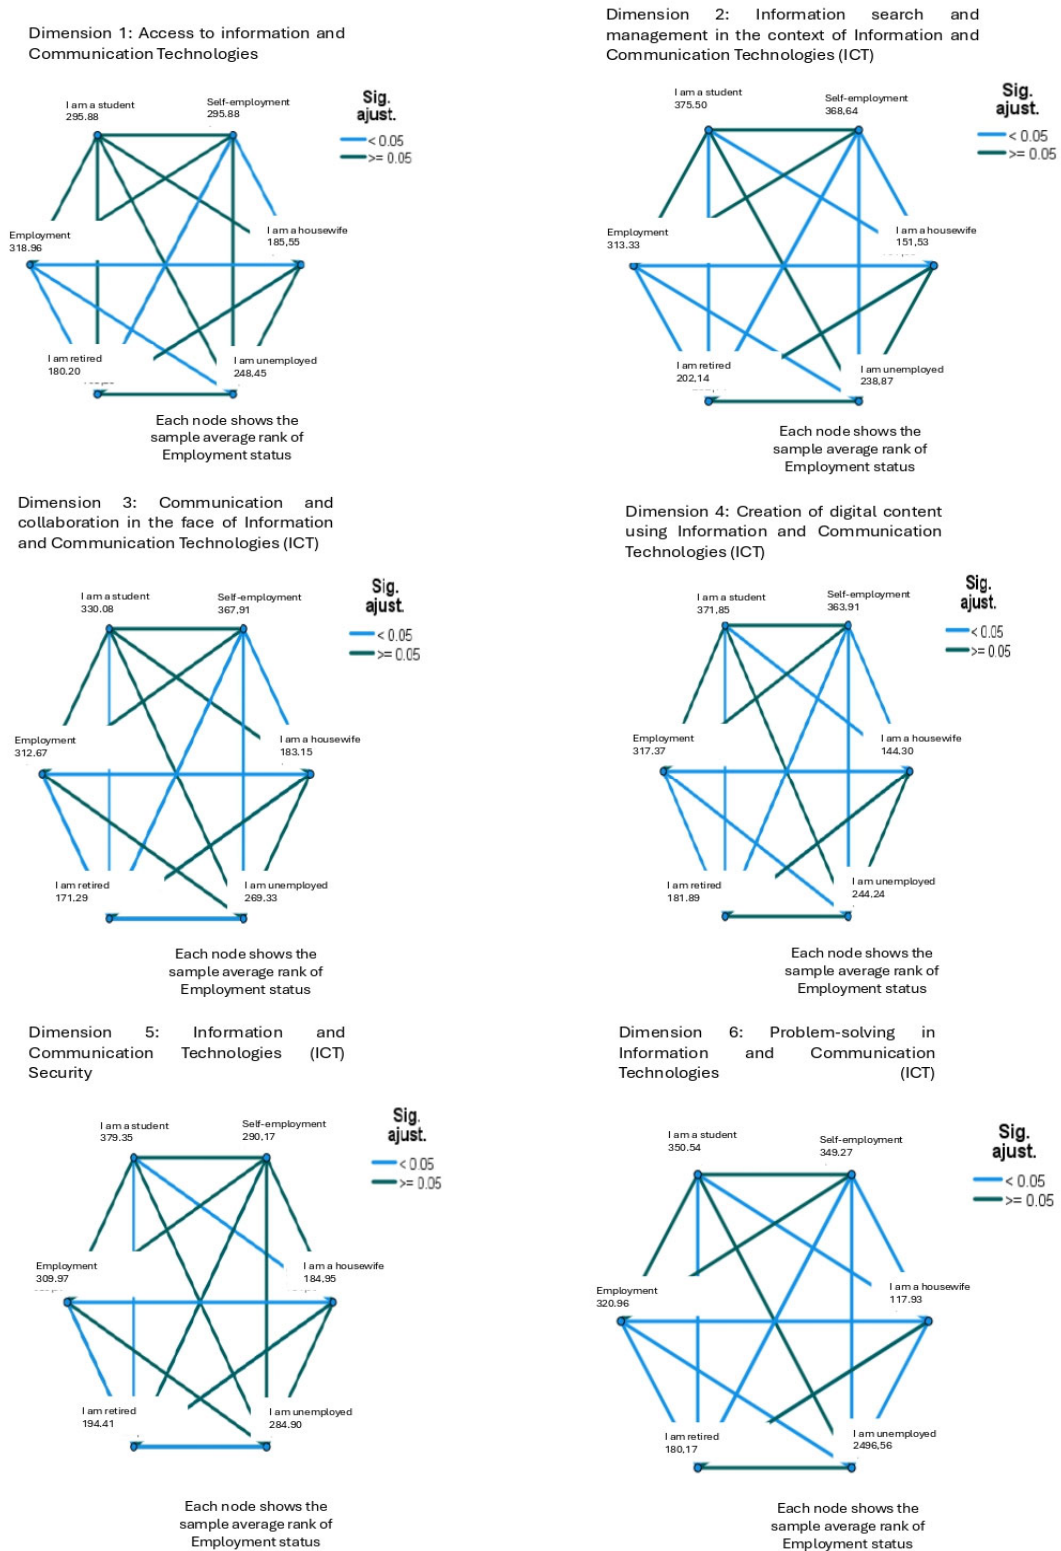 Dimension 1: Access to information and
Communication Technologies
I am a student
295.88
Self-employment
295.88
Sig.
ajust.
< 0.05
>= 0.05
Employment
318.96
I am a housewife
185,55
I am retired
180.20
I am unemployed
248,45
Each node shows the
sample average rank of
Employment status
Dimension 2: Information search and
management in the context of Information and
Communication Technologies (ICT)
I am a student
375.50
Self-employment
368,64
Sig.
ajust.
< 0.05
>= 0.05
Employment
313.33
I am a housewife
151,53
I am retired
202,14
I am unemployed
238,87
Each node shows the
sample average rank of
Employment status
Dimension 3: Communication and
collaboration in the face of Information
and Communication Technologies (ICT)
I am a student
330.08
Self-employment
367,91
Sig.
ajust.
< 0.05
>= 0.05
Employment
312.67
I am a housewife
183.15
I am retired
171.29
I am unemployed
269.33
Each node shows the
sample average rank of
Employment status
Dimension 4: Creation of digital content
using Information and Communication
Technologies (ICT)
I am a student
371,85
Self-employment
363.91
Sig.
ajust.
< 0.05
>= 0.05
Employment
317.37
I am a housewife
144.30
I am retired
181.89
I am unemployed
244.24
Each node shows the
sample average rank of
Employment status
Dimension 5: Information and
Communication Technologies (ICT)
Security
I am a student
379.35
Self-employment
290,17
Sig.
ajust.
< 0.05
>= 0.05
Employment
309.97
I am a housewife
184,95
I am retired
194.41
I am unemployed
284.90
Each node shows the
sample average rank of
Employment status
Dimension 6: Problem-solving in
Information and Communication
Technologies (ICT)
I am a student
350.54
Self-employment
349.27
Sig.
ajust.
< 0.05
>= 0.05
Employment
320.96
I am a housewife
117.93
I am retired
180,17
I am unemployed
2496,56
Each node shows the
sample average rank of
Employment status